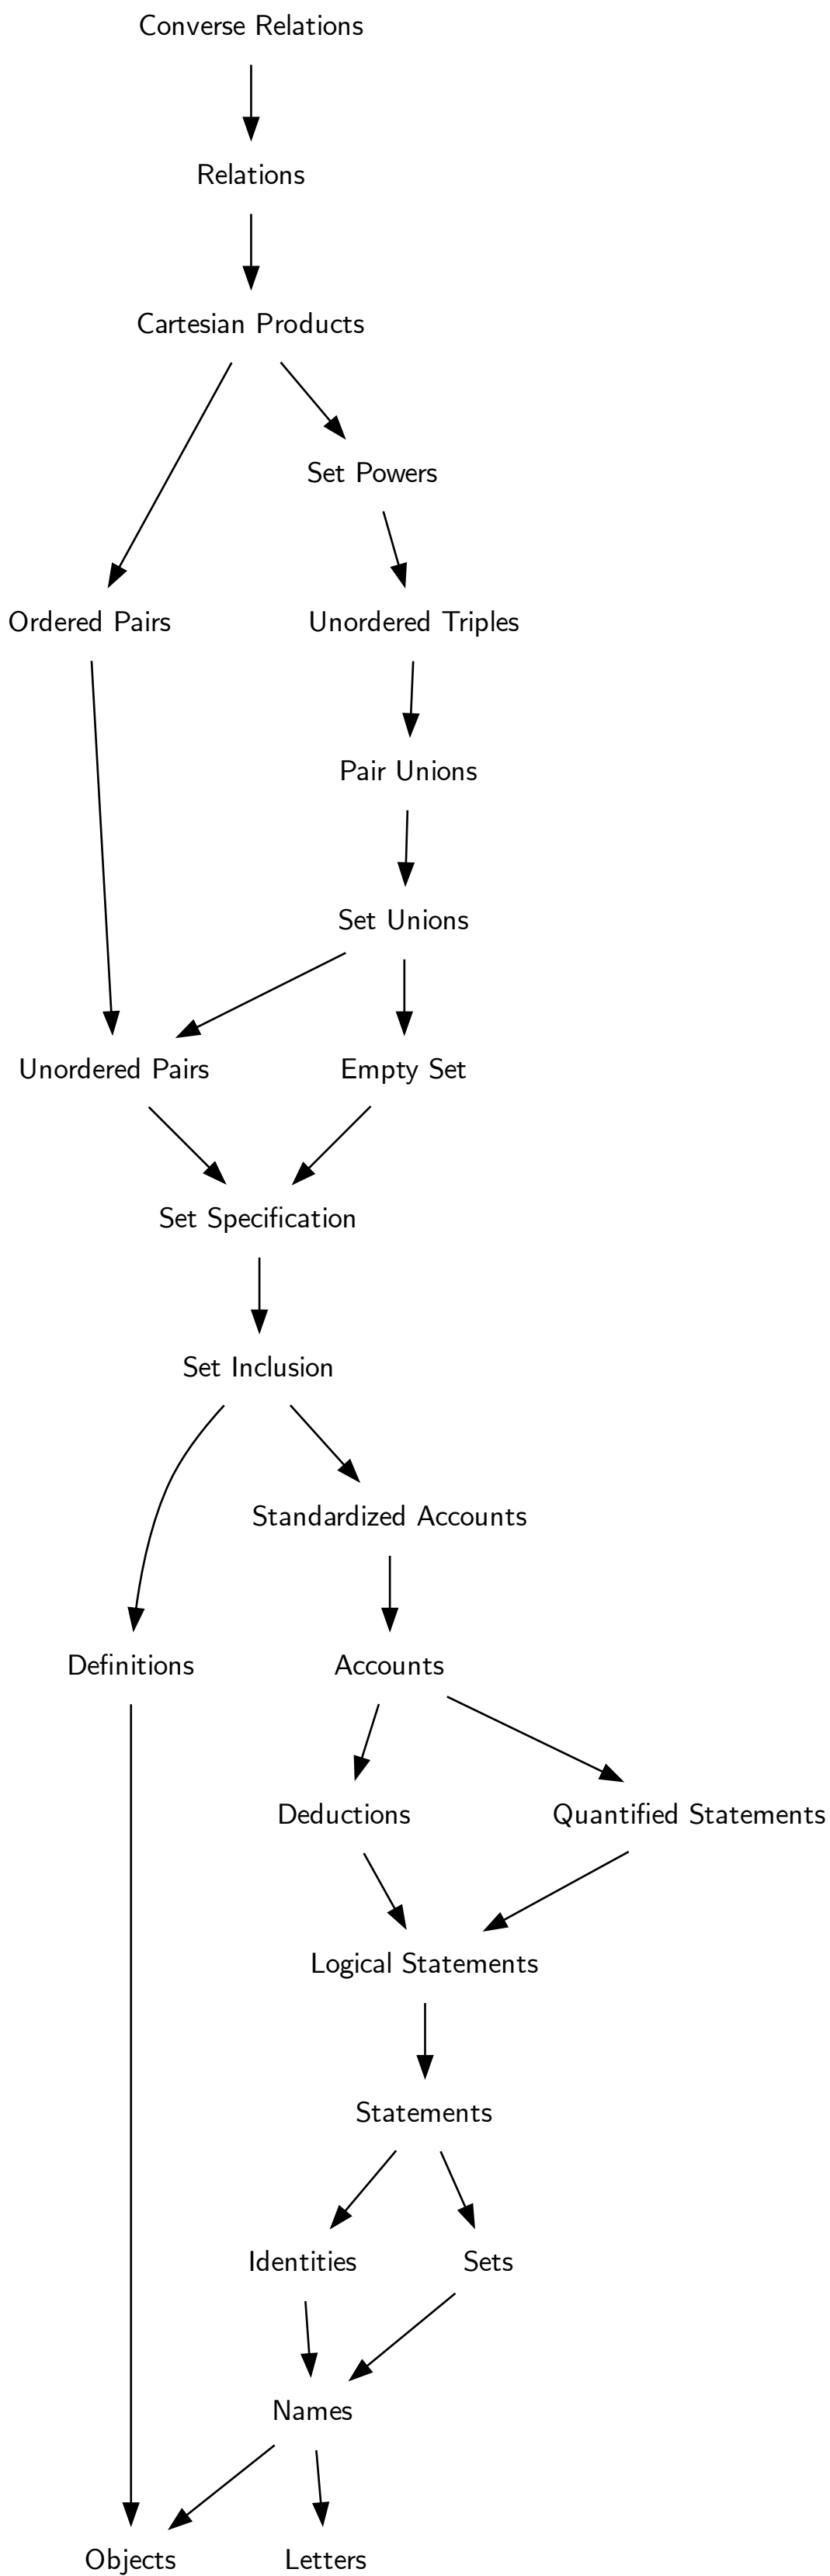 Converse Relations
Relations
Cartesian Products
Set Powers
Ordered Pairs
Unordered Triples
Pair Unions
Set Unions
Unordered Pairs
Empty Set
Set Specification
Set Inclusion
Standardized Accounts
Definitions
Accounts
Deductions
Quantified Statements
Logical Statements
Statements
Identities
Sets
Names
Objects
Letters